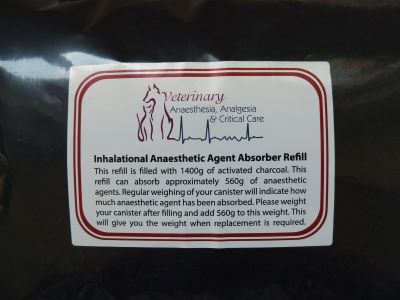 Veterinary
Anaesthesia, Analgesia
& Critical Care
Inhalational Anaesthetic Agent Absorber Refill
This refill is filled with 1400g of activated charcoal. This
refill can absorb approximately 560g of anaesthetic
agents. Regular weighing of your canister will indicate how
much anaesthetic agent has been absorbed. Please weight
your canister after filling and add 560g to this weight. This
will give you the weight when replacement is required.